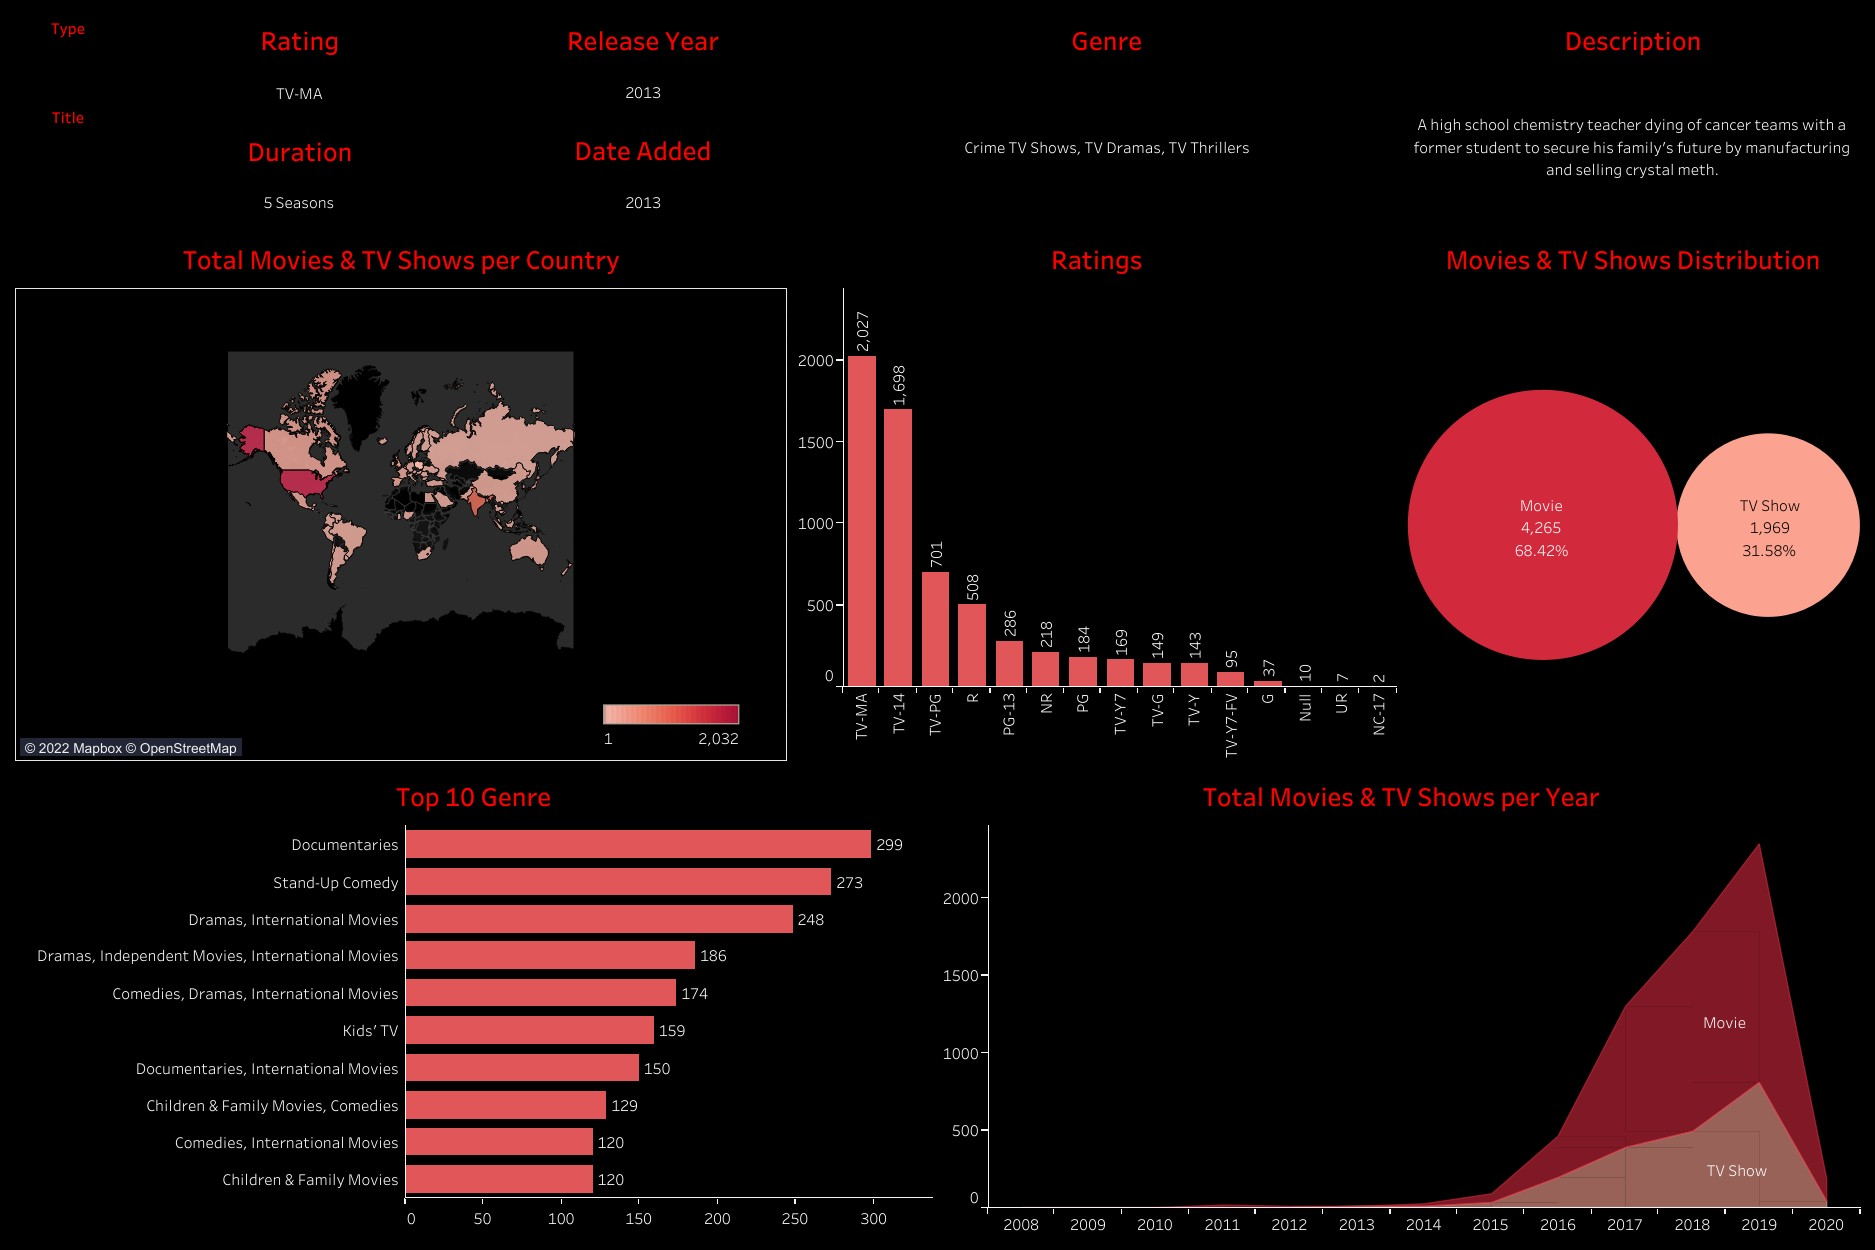 Type
Rating
Release Year
Genre
Description
TV-MA
2013
Title
A high school chemistry teacher dying of cancer teams with a
former student to secure his family's future by manufacturing
and selling crystal meth.
Duration
Date Added
Crime TV Shows, TV Dramas, TV Thrillers
5 Seasons
2013
Total Movies & TV Shows per Country
© 2022 Mapbox © OpenStreetMap
1
2,032
Ratings
2000
1500
1000
500
0
2,027
1,698
701
508
286
218
184
169
149
143
95
37
10
7
2
TV-MA
TV-14
TV-PG
R
PG-13
NR
PG
TV-Y7
TV-G
TV-Y
TV-Y7-FV
G
Null
UR
NC-17
Movies & TV Shows Distribution
Movie
4,265
68.42%
TV Show
1,969
31.58%
Top 10 Genre
Documentaries 299
Stand-Up Comedy 273
Dramas, International Movies 248
Dramas, Independent Movies, International Movies 186
Comedies, Dramas, International Movies 174
Kids' TV 159
Documentaries, International Movies 150
Children & Family Movies, Comedies 129
Comedies, International Movies 120
Children & Family Movies 120
0 50 100 150 200 250 300
Total Movies & TV Shows per Year
2000
1500
1000
500
0
Movie
TV Show
2008 2009 2010 2011 2012 2013 2014 2015 2016 2017 2018 2019 2020